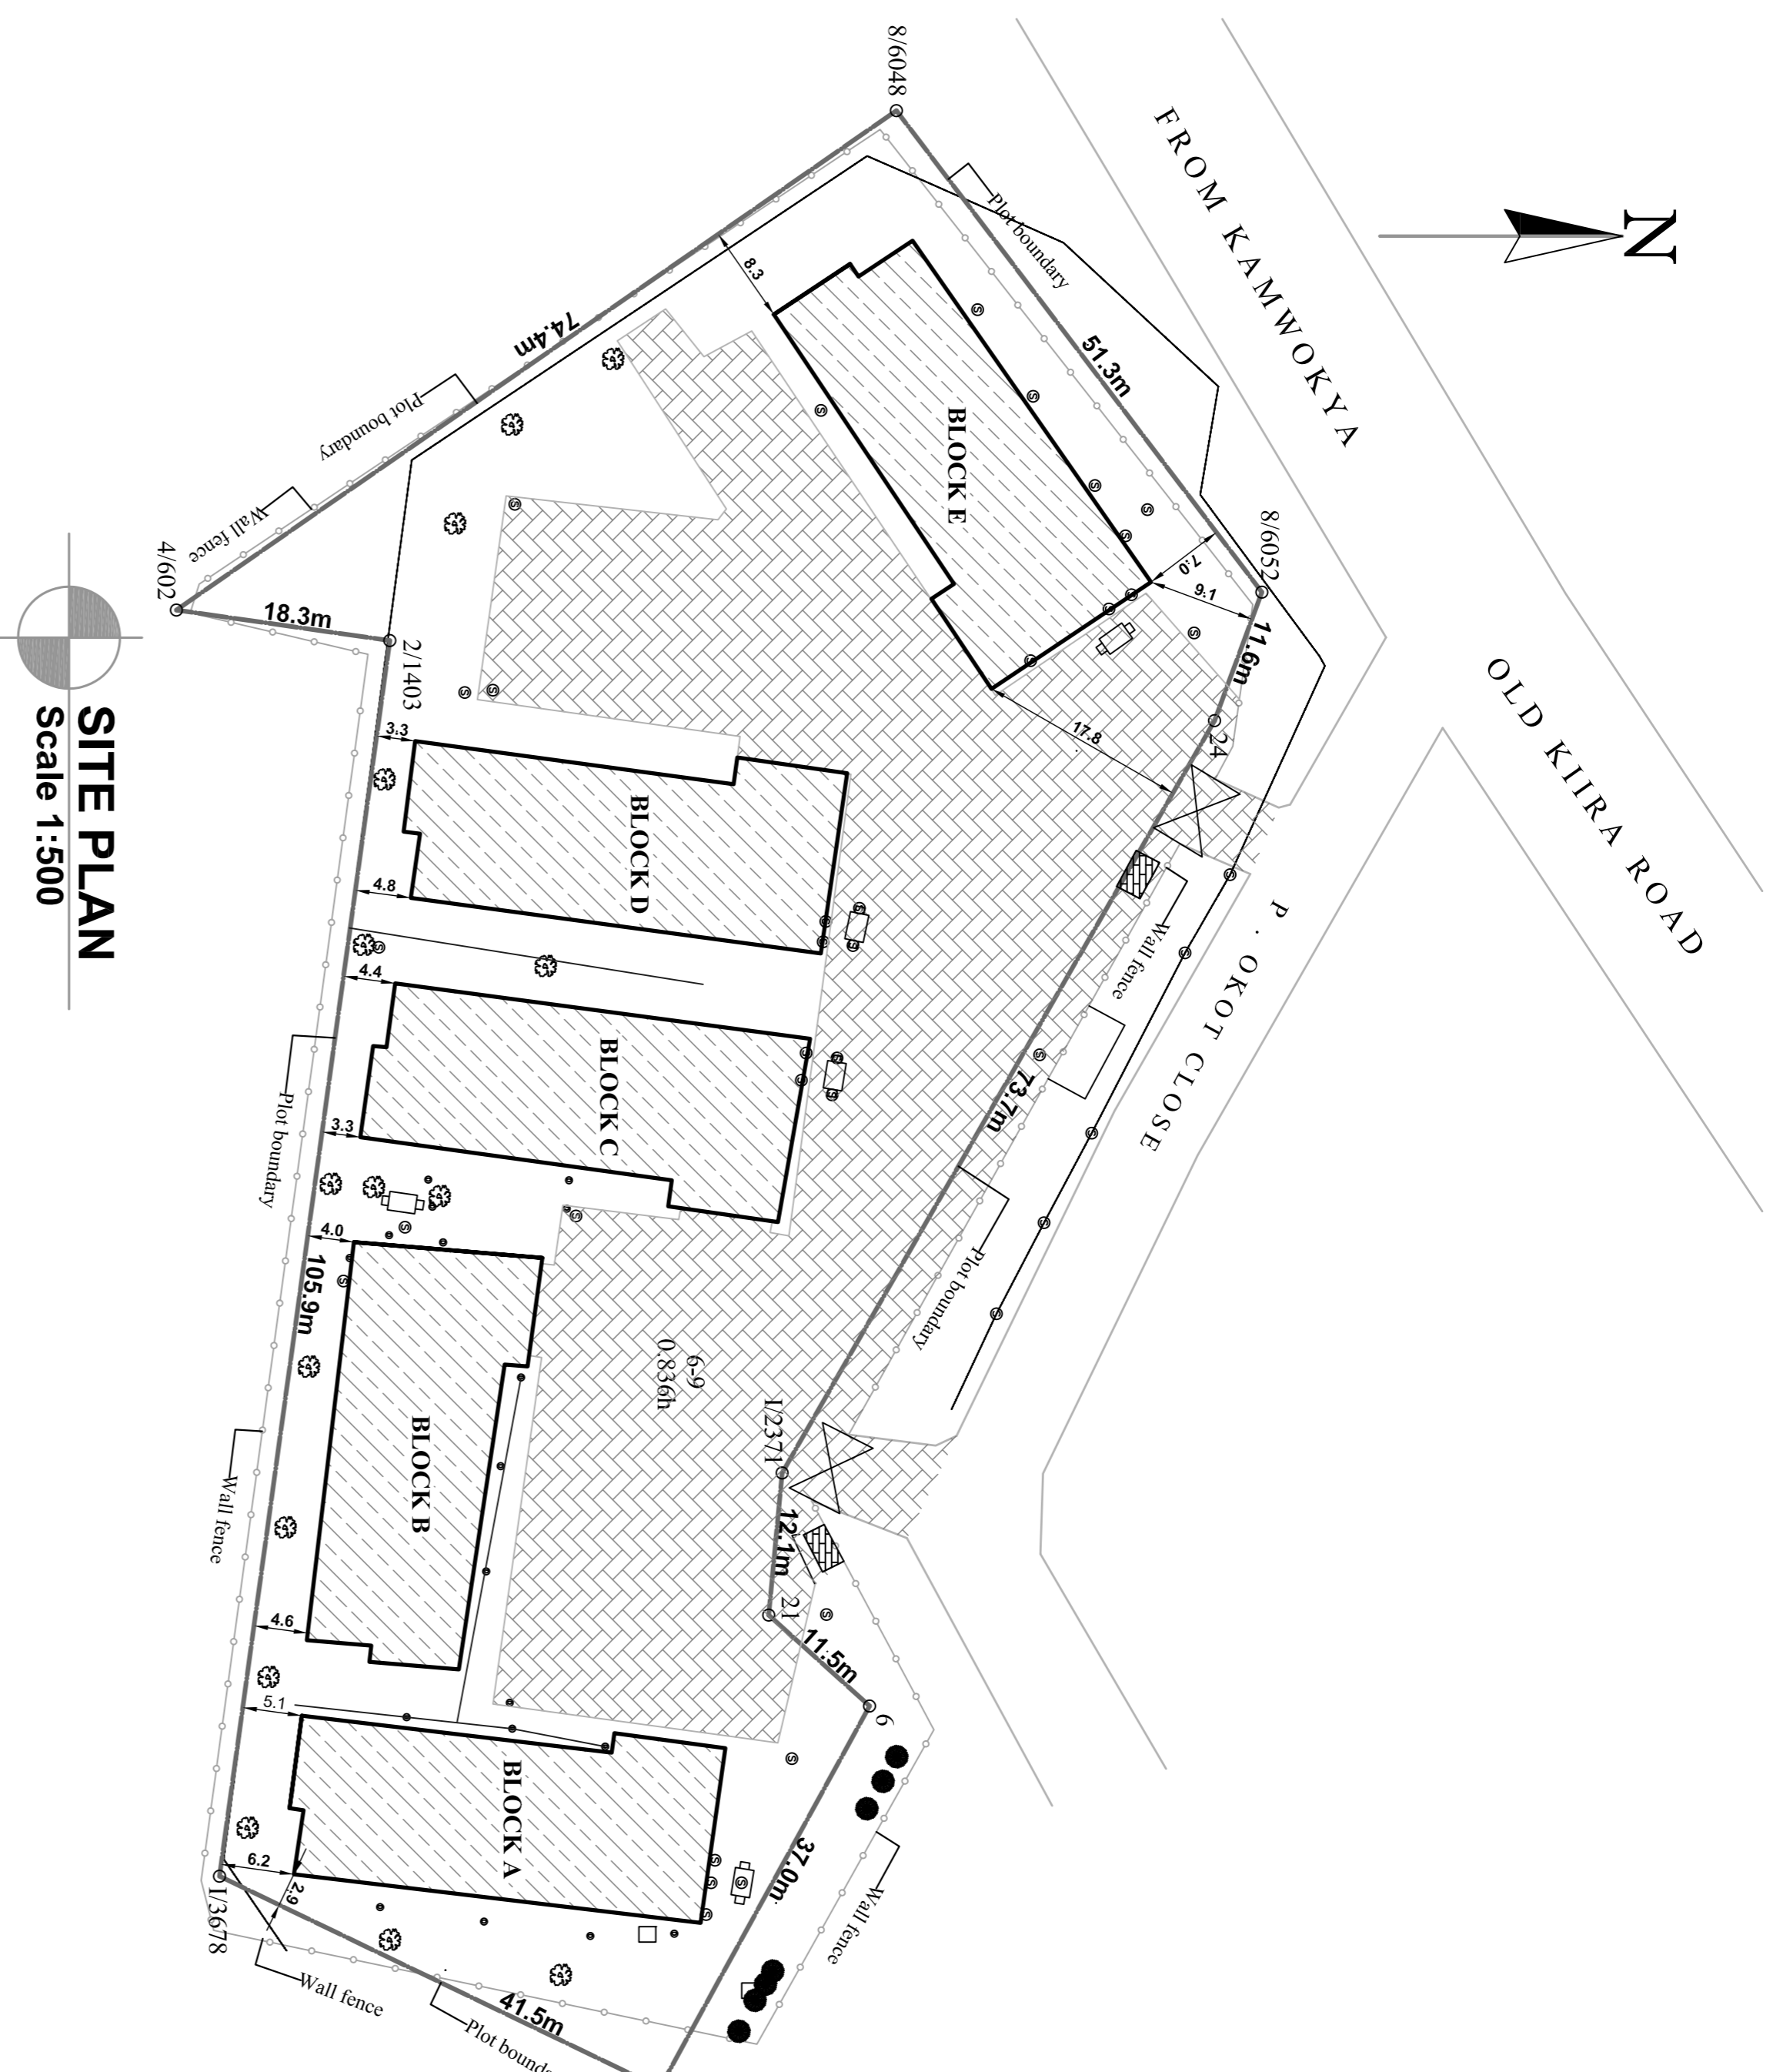 N
FROM KAMWOKYA
OLD KIIRA ROAD
P. OKOT CLOSE
8/6048
Plot boundary
51.3m
8/6052
8.3
7.0
9.1
11.6m
24
17.8
BLOCK E
74.4m
Plot boundary
Wall fence
4/602
18.3m
2/1403
3.3
BLOCK D
4.8
4.4
BLOCK C
3.3
Wall fence
73.7m
Plot boundary
Plot boundary
4.0
105.9m
6-9
0.836h
I/2371
12.1m
21
11.5m
6
BLOCK B
Wall fence
4.6
5.1
BLOCK A
37.0m
Wall fence
6.2
2.9
I/3678
Wall fence
41.5m
SITE PLAN
Scale 1:500